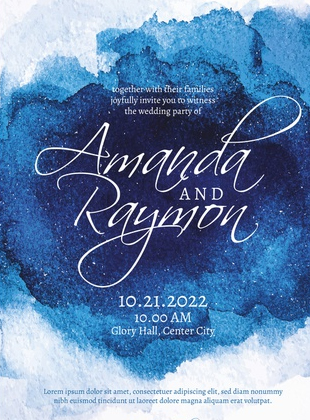 together with their families
joyfully invite you to witness
the wedding party of
Amanda
AND
Raymon
10.21.2022
10.00 AM
Glory Hall, Center City
Lorem ipsum dolor sit amet, consectetuer adipiscing elit, sed diam nonummy
nibh euismod tincidunt ut laoreet dolore magna aliquam erat volutpat.